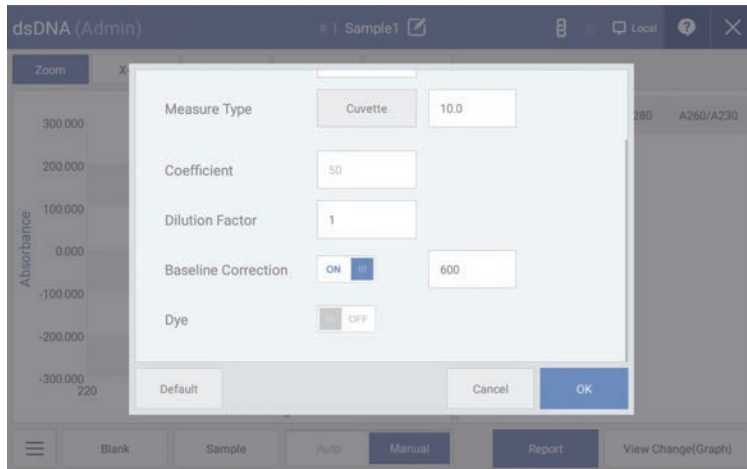 dsDNA (Admin) # 1 Sample1 Local ? X
Zoom X-
Measure Type Cuvette 10.0
300.000 280 A260/A230
Coefficient 50
200.000
Dilution Factor 1
100.000
Baseline Correction ON 600
0.000
Absorbance
-100.000
Dye OFF
-200.000
-300.000
220
Default Cancel OK
Blank Sample Auto Manual Report View Change(Graph)